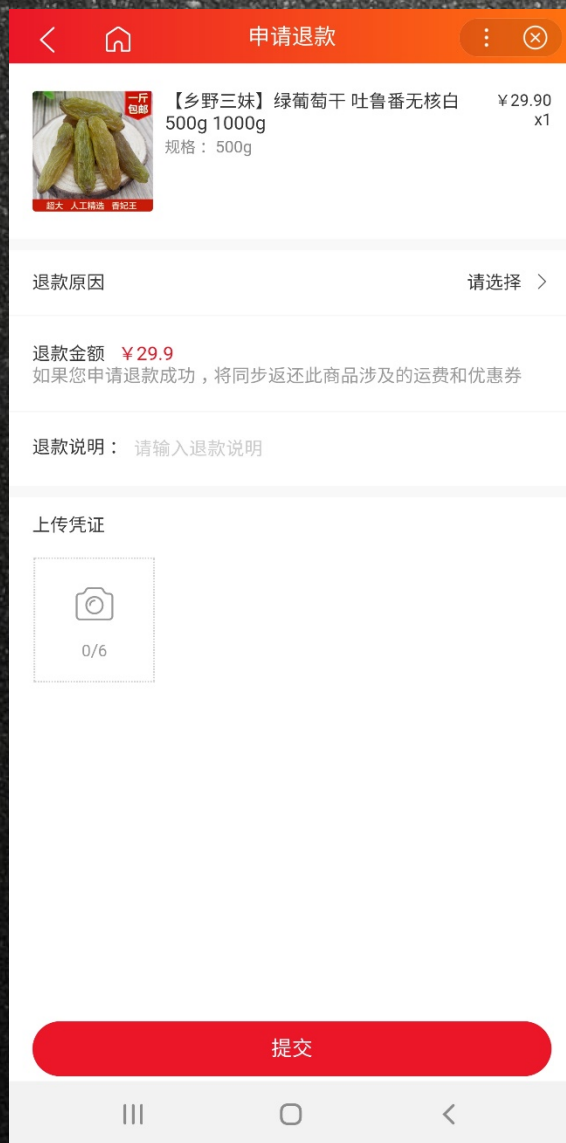 申请退款
一斤
包邮
超大 人工精选 香妃王
【乡野三妹】绿葡萄干 吐鲁番无核白
500g 1000g
规格：500g
￥29.90
x1
退款原因
请选择
退款金额 ￥29.9
如果您申请退款成功，将同步返还此商品涉及的运费和优惠券
退款说明：
请输入退款说明
上传凭证
0/6
提交